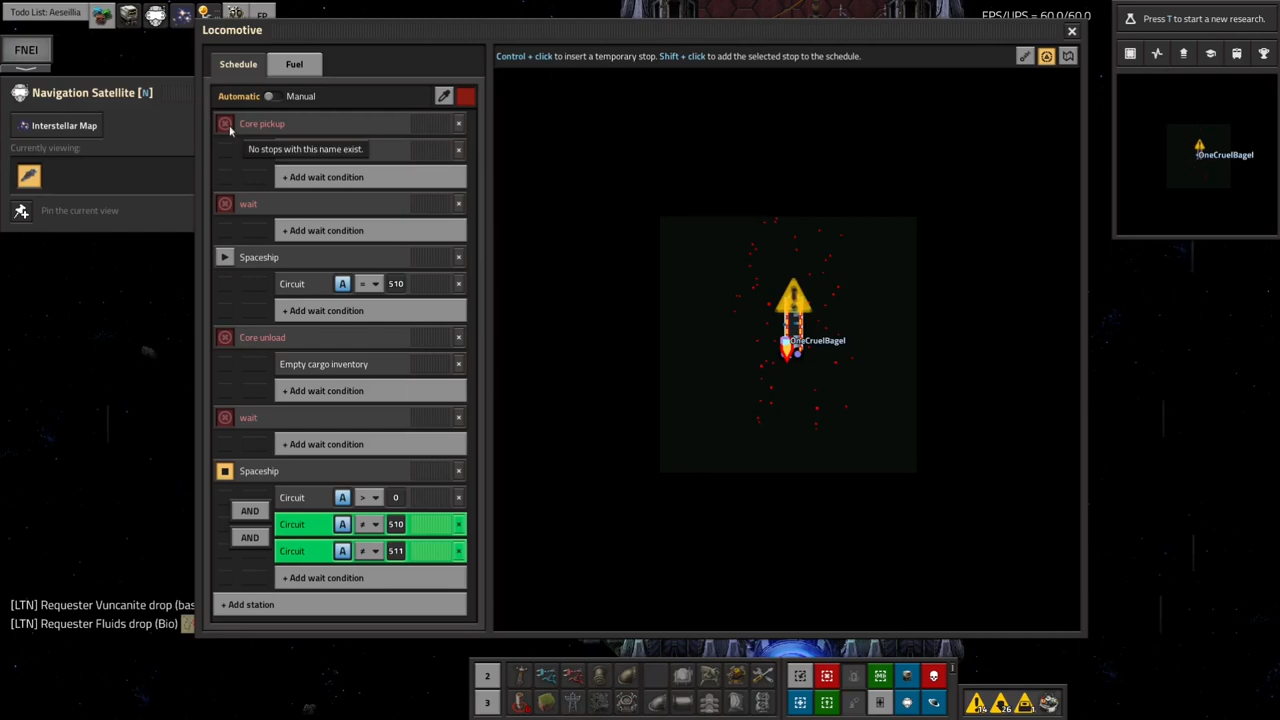 Todo List: Aeseillia
FP
FPS/UPS = 60.0/60.0
Press T to start a new research.
FNEI
Navigation Satellite [N]
Interstellar Map
Currently viewing:
Pin the current view
Locomotive
Schedule
Fuel
Automatic
Manual
Core pickup
No stops with this name exist.
+ Add wait condition
wait
+ Add wait condition
Spaceship
Circuit A = 510
+ Add wait condition
Core unload
Empty cargo inventory
+ Add wait condition
wait
+ Add wait condition
Spaceship
Circuit A > 0
AND
Circuit A ≠ 510
AND
Circuit A ≠ 511
+ Add wait condition
+ Add station
Control + click to insert a temporary stop. Shift + click to add the selected stop to the schedule.
OneCruelBagel
OneCruelBagel
[LTN] Requester Vuncanite drop (bas
[LTN] Requester Fluids drop (Bio)
2
3